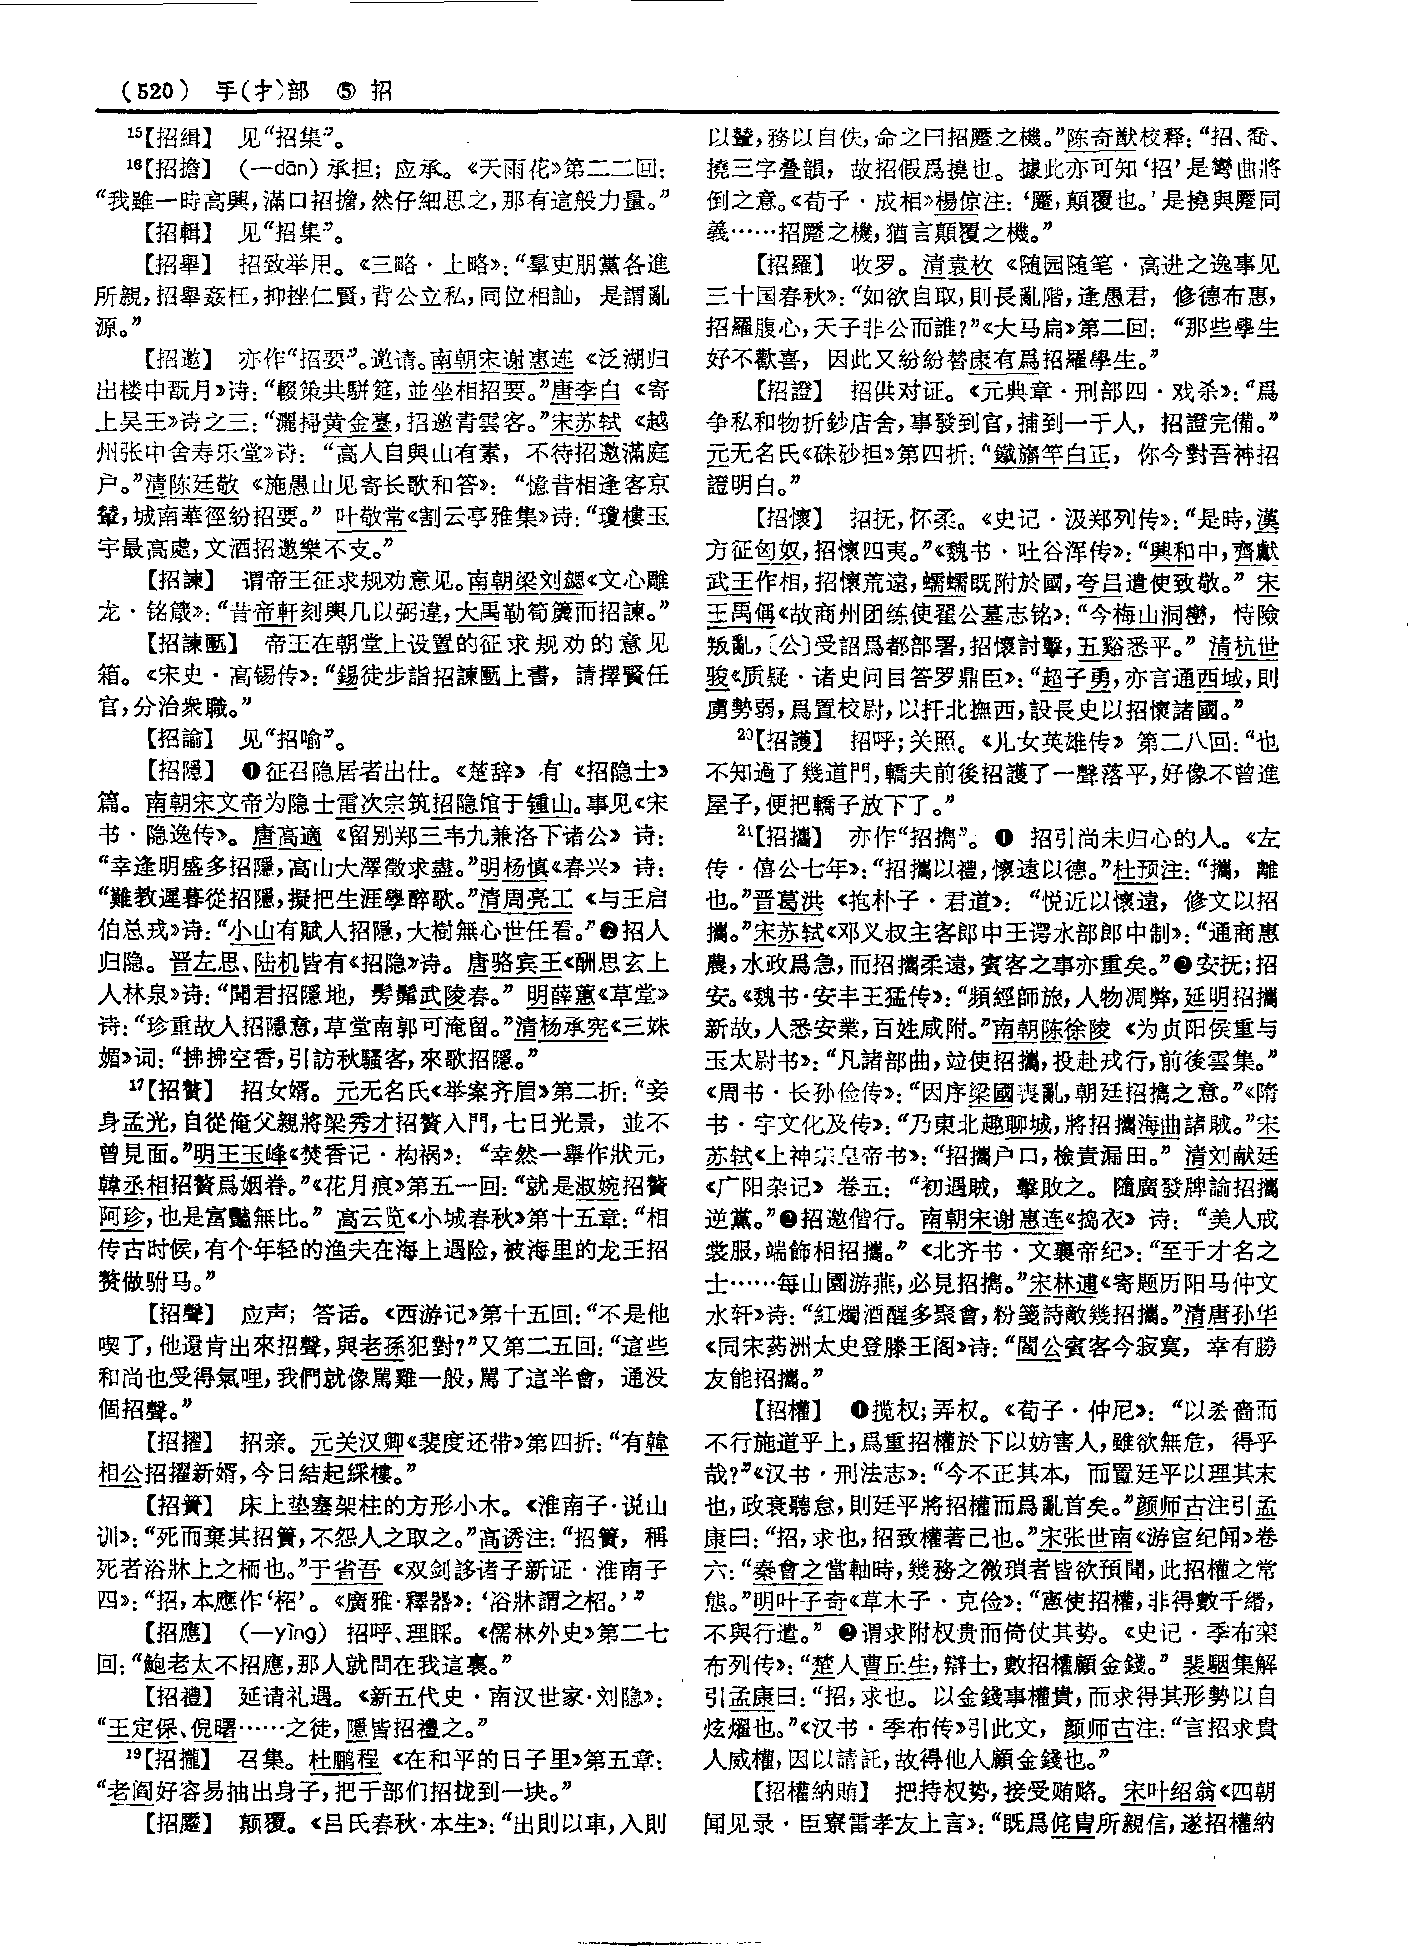 (520) 手(扌)部 ⑤ 招
15【招緝】 见“招集”。
16【招擔】 (—dān)承担；应承。《天雨花》第二二回：
“我雖一時高興，滿口招擔，然仔細思之，那有這般力量。”
【招輯】 见“招集”。
【招舉】 招致举用。《三略·上略》：“羣吏朋黨各進
所親，招舉姦枉，抑挫仁賢，背公立私，同位相訕，是謂亂
源。”
【招邀】 亦作“招要”。邀请。南朝宋谢惠连《泛湖归
出楼中翫月》诗：“輟策共駢筵，並坐相招要。”唐李白《寄
上吴王》诗之三：“灑掃黄金臺，招邀青雲客。”宋苏轼《越
州张中舍寿乐堂》诗：“高人自與山有素，不待招邀滿庭
户。”清陈廷敬《施愚山见寄长歌和答》：“憶昔相逢客京
輦，城南華徑紛招要。”叶敬常《割云亭雅集》诗：“瓊樓玉
宇最高處，文酒招邀樂不支。”
【招諫】 谓帝王征求规劝意见。南朝梁刘勰《文心雕
龙·铭箴》：“昔帝軒刻輿几以弼違，大禹勒筍簴而招諫。”
【招諫匭】 帝王在朝堂上设置的征求规劝的意见
箱。《宋史·高锡传》：“錫徒步詣招諫匭上書，請擇賢任
官，分治衆職。”
【招諭】 见“招喻”。
【招隱】 ❶征召隐居者出仕。《楚辞》有《招隐士》
篇。南朝宋文帝为隐士雷次宗筑招隐馆于锺山。事见《宋
书·隐逸传》。唐高適《留别郑三韦九兼洛下诸公》诗：
“幸逢明盛多招隱，高山大澤徵求盡。”明杨慎《春兴》诗：
“難教遲暮從招隱，擬把生涯學醉歌。”清周亮工《与王启
伯总戎》诗：“小山有賦人招隱，大樹無心世任看。”❷招人
归隐。晋左思、陆机皆有《招隐》诗。唐骆宾王《酬思玄上
人林泉》诗：“聞君招隱地，髣髴武陵春。”明薛蕙《草堂》
诗：“珍重故人招隱意，草堂南郭可淹留。”清杨承宪《三姝
媚》词：“拂拂空香，引訪秋騷客，來歌招隱。”
17【招贅】 招女婿。元无名氏《举案齐眉》第二折：“妾
身孟光，自從俺父親將梁秀才招贅入門，七日光景，並不
曾見面。”明王玉峰《焚香记·构祸》：“幸然一舉作狀元，
韓丞相招贅爲姻眷。”《花月痕》第五一回：“就是淑婉招贅
阿珍，也是富豔無比。”高云览《小城春秋》第十五章：“相
传古时候，有个年轻的渔夫在海上遇险，被海里的龙王招
赘做驸马。”
【招聲】 应声；答话。《西游记》第十五回：“不是他
喫了，他還肯出來招聲，與老孫犯對？”又第二五回：“這些
和尚也受得氣哩，我們就像罵雞一般，罵了這半會，通没
個招聲。”
【招擢】 招亲。元关汉卿《裴度还带》第四折：“有韓
相公招擢新婿，今日結起綵樓。”
【招簀】 床上垫塞架柱的方形小木。《淮南子·说山
训》：“死而棄其招簀，不怨人之取之。”高诱注：“招簀，稱
死者浴牀上之柶也。”于省吾《双剑誃诸子新证·淮南子
四》：“招，本應作‘柖’。《廣雅·釋器》：‘浴牀謂之柖。’”
【招應】 (—yìng) 招呼、理睬。《儒林外史》第二七
回：“鮑老太不招應，那人就問在我這裏。”
【招禮】 延请礼遇。《新五代史·南汉世家·刘隐》：
“王定保、倪曙……之徒，隱皆招禮之。”
19【招攏】 召集。杜鹏程《在和平的日子里》第五章：
“老阎好容易抽出身子，把干部们招拢到一块。”
【招蹷】 颠覆。《吕氏春秋·本生》：“出則以車，入則
以輦，務以自佚，命之曰招蹷之機。”陈奇猷校释：“招、喬、
撓三字叠韻，故招假爲撓也。據此亦可知‘招’是彎曲將
倒之意。《荀子·成相》楊倞注：‘蹷，顛覆也。’是撓與蹷同
義……招蹷之機，猶言顛覆之機。”
【招羅】 收罗。清袁枚《随园随笔·高进之逸事见
三十国春秋》：“如欲自取，則長亂階，逢愚君，修德布惠，
招羅腹心，天子非公而誰？”《大马扁》第二回：“那些學生
好不歡喜，因此又紛紛替康有爲招羅學生。”
【招證】 招供对证。《元典章·刑部四·戏杀》：“爲
争私和物折鈔店舍，事發到官，捕到一干人，招證完備。”
元无名氏《硃砂担》第四折：“鐵旛竿白正，你今對吾神招
證明白。”
【招懷】 招抚，怀柔。《史记·汲郑列传》：“是時，漢
方征匈奴，招懷四夷。”《魏书·吐谷浑传》：“興和中，齊獻
武王作相，招懷荒遠，蠕蠕既附於國，夸吕遣使致敬。”宋
王禹偁《故商州团练使翟公墓志铭》：“今梅山洞巒，恃險
叛亂，〔公〕受詔爲都部署，招懷討擊，五谿悉平。”清杭世
骏《质疑·诸史问目答罗鼎臣》：“超子勇，亦言通西域，則
虜勢弱，爲置校尉，以扞北撫西，設長史以招懷諸國。”
20【招護】 招呼；关照。《儿女英雄传》第二八回：“也
不知過了幾道門，轎夫前後招護了一聲落平，好像不曾進
屋子，便把轎子放下了。”
21【招攜】 亦作“招擕”。❶ 招引尚未归心的人。《左
传·僖公七年》：“招攜以禮，懷遠以德。”杜预注：“攜，離
也。”晋葛洪《抱朴子·君道》：“悦近以懷遠，修文以招
攜。”宋苏轼《邓义叔主客郎中王谔水部郎中制》：“通商惠
農，水政爲急，而招攜柔遠，賓客之事亦重矣。”❷安抚；招
安。《魏书·安丰王猛传》：“頻經師旅，人物凋弊，延明招攜
新故，人悉安業，百姓咸附。”南朝陈徐陵《为贞阳侯重与
王太尉书》：“凡諸部曲，竝使招攜，投赴戎行，前後雲集。”
《周书·长孙俭传》：“因序梁國喪亂，朝廷招擕之意。”《隋
书·宇文化及传》：“乃東北趣聊城，將招攜海曲諸賊。”宋
苏轼《上神宗皇帝书》：“招攜户口，檢責漏田。”清刘献廷
《广阳杂记》卷五：“初遇賊，擊敗之。隨廣發牌諭招攜
逆黨。”❸招邀偕行。南朝宋谢惠连《捣衣》诗：“美人戒
裳服，端飾相招攜。”《北齐书·文襄帝纪》：“至于才名之
士……每山園游燕，必見招擕。”宋林逋《寄题历阳马仲文
水轩》诗：“紅燭酒醒多聚會，粉箋詩敵幾招攜。”清唐孙华
《同宋药洲太史登滕王阁》诗：“閻公賓客今寂寞，幸有勝
友能招攜。”
【招權】 ❶揽权；弄权。《荀子·仲尼》：“以𠫤嗇而
不行施道乎上，爲重招權於下以妨害人，雖欲無危，得乎
哉？”《汉书·刑法志》：“今不正其本，而置廷平以理其末
也，政衰聽怠，則廷平將招權而爲亂首矣。”颜师古注引孟
康曰：“招，求也，招致權著己也。”宋张世南《游宦纪闻》卷
六：“秦會之當軸時，幾務之微瑣者皆欲預聞，此招權之常
態。”明叶子奇《草木子·克俭》：“憲使招權，非得數千緡，
不與行遣。”❷谓求附权贵而倚仗其势。《史记·季布栾
布列传》：“楚人曹丘生，辯士，數招權顧金錢。”裴駰集解
引孟康曰：“招，求也。以金錢事權貴，而求得其形勢以自
炫燿也。”《汉书·季布传》引此文，颜师古注：“言招求貴
人威權，因以請託，故得他人顧金錢也。”
【招權納賄】 把持权势，接受贿赂。宋叶绍翁《四朝
闻见录·臣寮雷孝友上言》：“既爲侂胄所親信，遂招權納